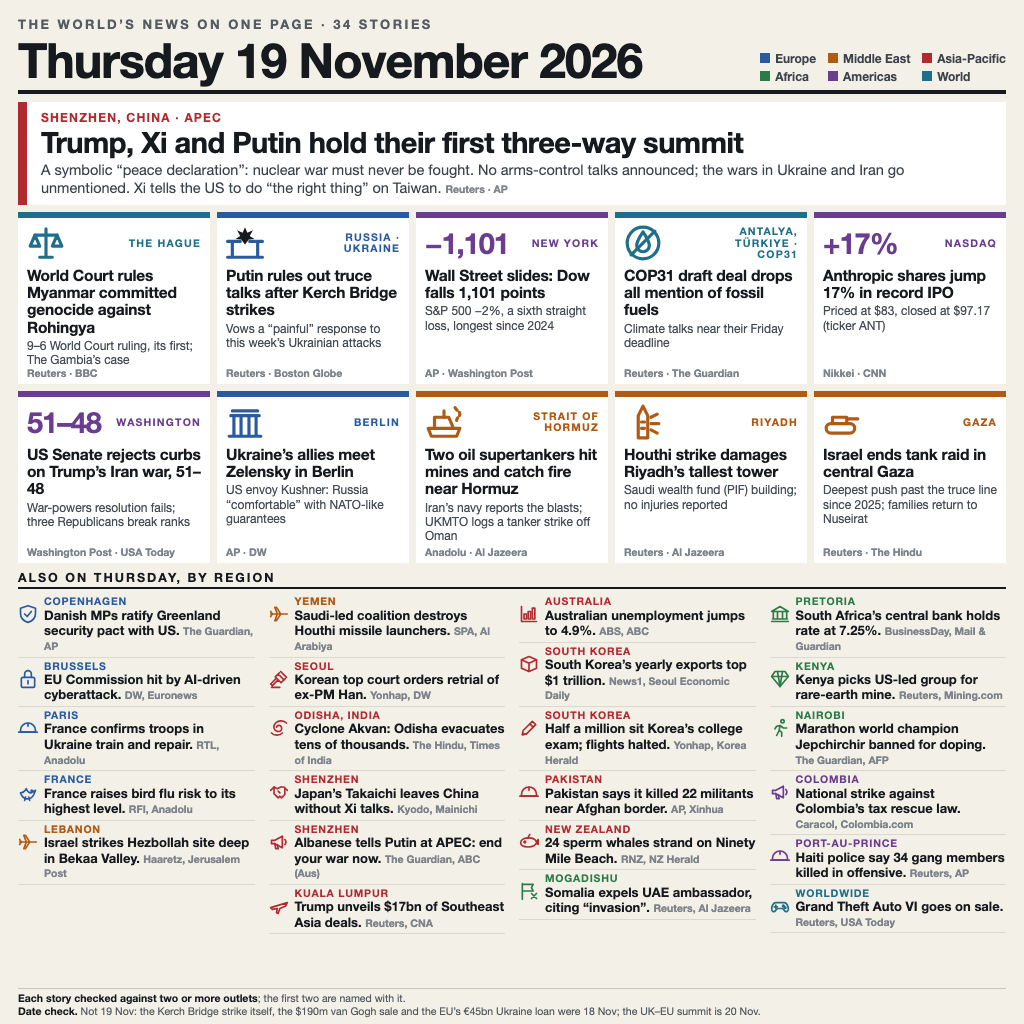 THE WORLD'S NEWS ON ONE PAGE · 34 STORIES
Thursday 19 November 2026
Europe
Middle East
Asia-Pacific
Africa
Americas
World
SHENZHEN, CHINA · APEC
Trump, Xi and Putin hold their first three-way summit
A symbolic “peace declaration”: nuclear war must never be fought. No arms-control talks announced; the wars in Ukraine and Iran go
unmentioned. Xi tells the US to do “the right thing” on Taiwan. Reuters · AP
THE HAGUE
World Court rules
Myanmar committed
genocide against
Rohingya
9–6 World Court ruling, its first;
The Gambia’s case
Reuters · BBC
RUSSIA ·
UKRAINE
Putin rules out truce
talks after Kerch Bridge
strikes
Vows a “painful” response to
this week’s Ukrainian attacks
Reuters · Boston Globe
−1,101
NEW YORK
Wall Street slides: Dow
falls 1,101 points
S&P 500 −2%, a sixth straight
loss, longest since 2024
AP · Washington Post
ANTALYA,
TÜRKIYE ·
COP31
COP31 draft deal drops
all mention of fossil
fuels
Climate talks near their Friday
deadline
Reuters · The Guardian
+17%
NASDAQ
Anthropic shares jump
17% in record IPO
Priced at $83, closed at $97.17
(ticker ANT)
Nikkei · CNN
51–48
WASHINGTON
US Senate rejects curbs
on Trump’s Iran war, 51–
48
War-powers resolution fails;
three Republicans break ranks
Washington Post · USA Today
BERLIN
Ukraine’s allies meet
Zelensky in Berlin
US envoy Kushner: Russia
“comfortable” with NATO-like
guarantees
AP · DW
STRAIT OF
HORMUZ
Two oil supertankers hit
mines and catch fire
near Hormuz
Iran’s navy reports the blasts;
UKMTO logs a tanker strike off
Oman
Anadolu · Al Jazeera
RIYADH
Houthi strike damages
Riyadh’s tallest tower
Saudi wealth fund (PIF) building;
no injuries reported
Reuters · Al Jazeera
GAZA
Israel ends tank raid in
central Gaza
Deepest push past the truce line
since 2025; families return to
Nuseirat
Reuters · The Hindu
ALSO ON THURSDAY, BY REGION
COPENHAGEN
Danish MPs ratify Greenland
security pact with US. The Guardian,
AP
BRUSSELS
EU Commission hit by AI-driven
cyberattack. DW, Euronews
PARIS
France confirms troops in
Ukraine train and repair. RTL,
Anadolu
FRANCE
France raises bird flu risk to its
highest level. RFI, Anadolu
LEBANON
Israel strikes Hezbollah site deep
in Bekaa Valley. Haaretz, Jerusalem
Post
YEMEN
Saudi-led coalition destroys
Houthi missile launchers. SPA, Al
Arabiya
SEOUL
Korean top court orders retrial of
ex-PM Han. Yonhap, DW
ODISHA, INDIA
Cyclone Akvan: Odisha evacuates
tens of thousands. The Hindu, Times
of India
SHENZHEN
Japan’s Takaichi leaves China
without Xi talks. Kyodo, Mainichi
SHENZHEN
Albanese tells Putin at APEC: end
your war now. The Guardian, ABC
(Aus)
KUALA LUMPUR
Trump unveils $17bn of Southeast
Asia deals. Reuters, CNA
AUSTRALIA
Australian unemployment jumps
to 4.9%. ABS, ABC
SOUTH KOREA
South Korea’s yearly exports top
$1 trillion. News1, Seoul Economic
Daily
SOUTH KOREA
Half a million sit Korea’s college
exam; flights halted. Yonhap, Korea
Herald
PAKISTAN
Pakistan says it killed 22 militants
near Afghan border. AP, Xinhua
NEW ZEALAND
24 sperm whales strand on Ninety
Mile Beach. RNZ, NZ Herald
MOGADISHU
Somalia expels UAE ambassador,
citing “invasion”. Reuters, Al Jazeera
PRETORIA
South Africa’s central bank holds
rate at 7.25%. BusinessDay, Mail &
Guardian
KENYA
Kenya picks US-led group for
rare-earth mine. Reuters, Mining.com
NAIROBI
Marathon world champion
Jepchirchir banned for doping.
The Guardian, AFP
COLOMBIA
National strike against
Colombia’s tax rescue law.
Caracol, Colombia.com
PORT-AU-PRINCE
Haiti police say 34 gang members
killed in offensive. Reuters, AP
WORLDWIDE
Grand Theft Auto VI goes on sale.
Reuters, USA Today
Each story checked against two or more outlets; the first two are named with it.
Date check. Not 19 Nov: the Kerch Bridge strike itself, the $190m van Gogh sale and the EU’s €45bn Ukraine loan were 18 Nov; the UK–EU summit is 20 Nov.